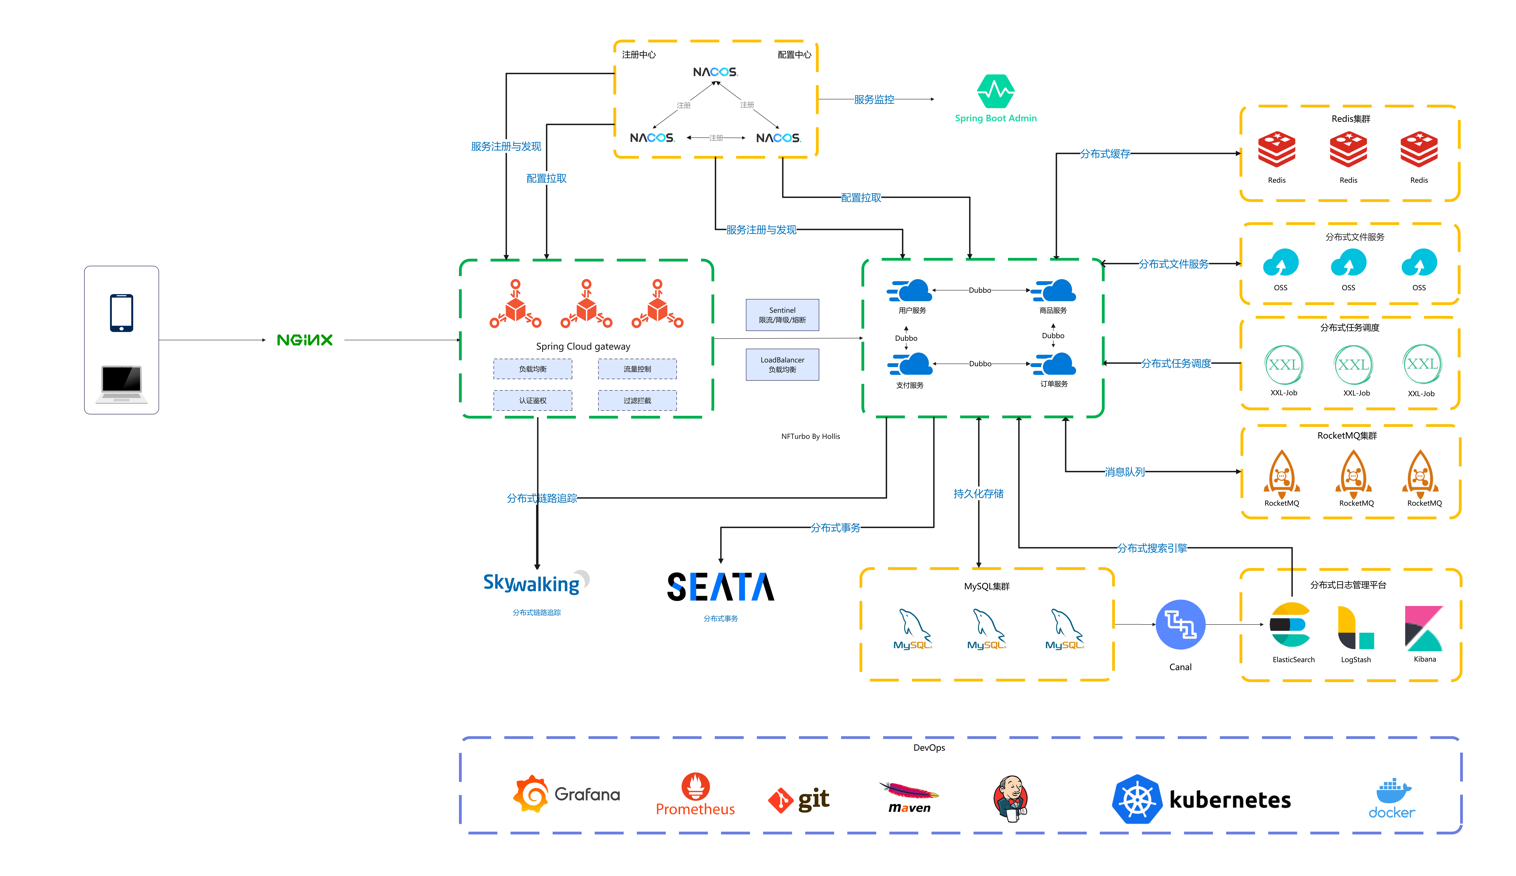 注册中心
配置中心
NACOS.
注册
注册
NACOS.
注册
NACOS.
服务监控
Spring Boot Admin
服务注册与发现
配置拉取
配置拉取
服务注册与发现
分布式缓存
Redis集群
Redis
Redis
Redis
分布式文件服务
分布式文件服务
OSS
OSS
OSS
NGINX
Spring Cloud gateway
负载均衡
流量控制
认证鉴权
过滤拦截
Sentinel
限流/降级/熔断
LoadBalancer
负载均衡
用户服务
Dubbo
商品服务
Dubbo
Dubbo
支付服务
Dubbo
订单服务
分布式任务调度
分布式任务调度
XXL
XXL
XXL
XXL-Job
XXL-Job
XXL-Job
NFTurbo By Hollis
消息队列
RocketMQ集群
RocketMQ
RocketMQ
RocketMQ
分布式链路追踪
持久化存储
分布式事务
分布式搜索引擎
Skywalking
分布式链路追踪
SEATA
分布式事务
MySQL集群
MySQL
MySQL
MySQL
Canal
分布式日志管理平台
ElasticSearch
LogStash
Kibana
DevOps
Grafana
Prometheus
git
maven
kubernetes
docker